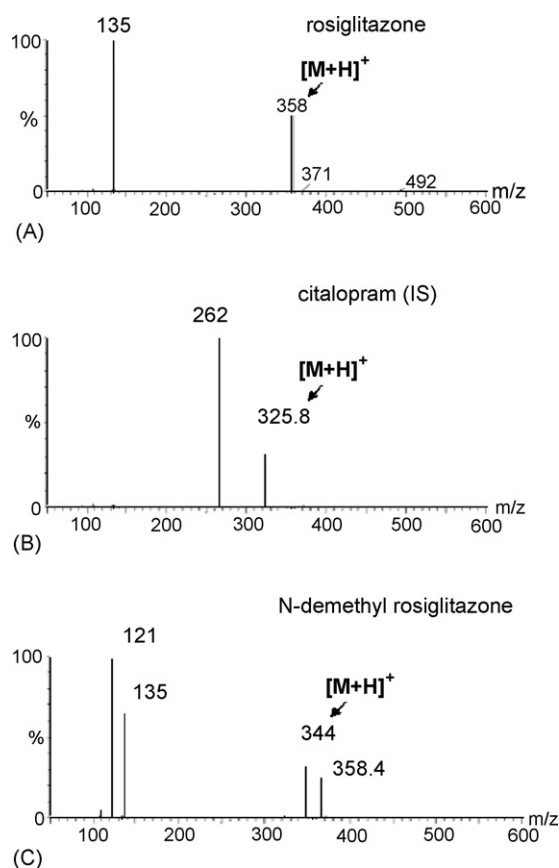 rosiglitazone
135
100
[M+H]+
358
%
371
492
0
100 200 300 400 500 600 m/z
(A)
citalopram (IS)
262
100
[M+H]+
325.8
%
0
100 200 300 400 500 600 m/z
(B)
N-demethyl rosiglitazone
121
100
135
[M+H]+
344
%
358.4
0
100 200 300 400 500 600 m/z
(C)